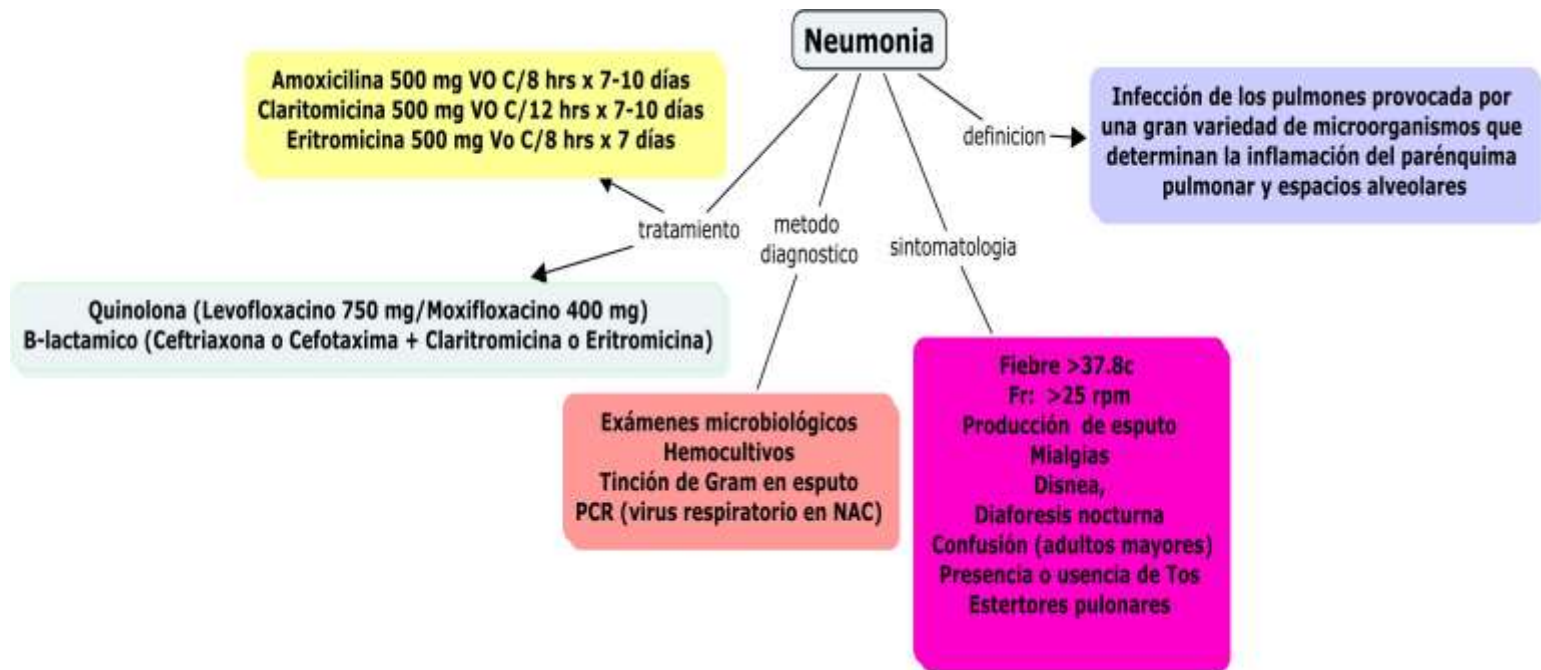 Neumonia
Amoxicilina 500 mg VO C/8 hrs x 7-10 días
Claritomicina 500 mg VO C/12 hrs x 7-10 días
Eritromicina 500 mg Vo C/8 hrs x 7 días
definicion
Infección de los pulmones provocada por
una gran variedad de microorganismos que
determinan la inflamación del parénquima
pulmonar y espacios alveolares
tratamiento
metodo
diagnostico
sintomatologia
Quinolona (Levofloxacino 750 mg/Moxifloxacino 400 mg)
B-lactamico (Ceftriaxona o Cefotaxima + Claritromicina o Eritromicina)
Exámenes microbiológicos
Hemocultivos
Tinción de Gram en esputo
PCR (virus respiratorio en NAC)
Fiebre >37.8c
Fr: >25 rpm
Producción de esputo
Mialgias
Disnea,
Diaforesis nocturna
Confusión (adultos mayores)
Presencia o usencia de Tos
Estertores pulonares